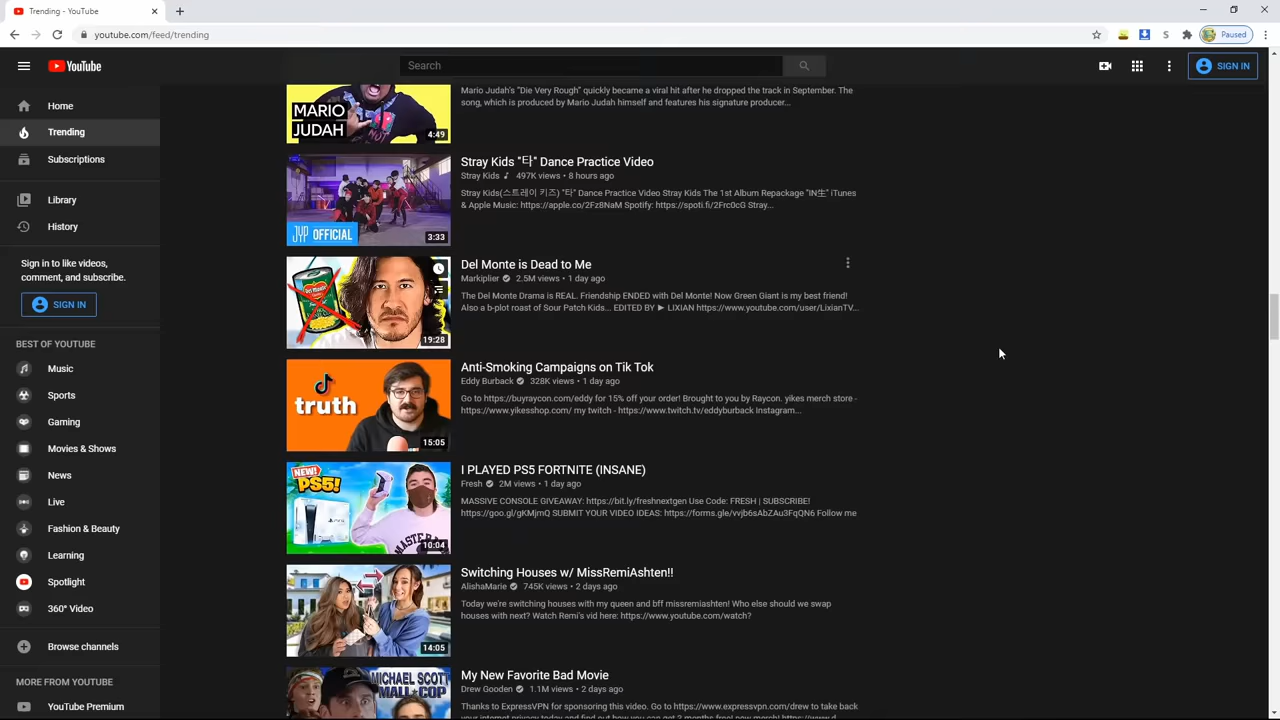 Trending - YouTube
youtube.com/feed/trending
Paused
YouTube
Search
SIGN IN
Home
Trending
Subscriptions
Library
History
Sign in to like videos,
comment, and subscribe.
SIGN IN
BEST OF YOUTUBE
Music
Sports
Gaming
Movies & Shows
News
Live
Fashion & Beauty
Learning
Spotlight
360° Video
Browse channels
MORE FROM YOUTUBE
YouTube Premium
MARIO
JUDAH
4:49
Mario Judah's "Die Very Rough" quickly became a viral hit after he dropped the track in September. The
song, which is produced by Mario Judah himself and features his signature producer...
JYP OFFICIAL
3:33
Stray Kids "타" Dance Practice Video
Stray Kids 497K views • 8 hours ago
Stray Kids(스트레이 키즈) "타" Dance Practice Video Stray Kids The 1st Album Repackage "IN生" iTunes
& Apple Music: https://apple.co/2Fz8NaM Spotify: https://spoti.fi/2Frc0cG Stray...
19:28
Del Monte is Dead to Me
Markiplier 2.5M views • 1 day ago
The Del Monte Drama is REAL. Friendship ENDED with Del Monte! Now Green Giant is my best friend!
Also a b-plot roast of Sour Patch Kids... EDITED BY ► LIXIAN https://www.youtube.com/user/LixianTV...
truth
15:05
Anti-Smoking Campaigns on Tik Tok
Eddy Burback 328K views • 1 day ago
Go to https://buyraycon.com/eddy for 15% off your order! Brought to you by Raycon. yikes merch store -
https://www.yikesshop.com/ my twitch - https://www.twitch.tv/eddyburback Instagram...
NEW!
PS5!
10:04
I PLAYED PS5 FORTNITE (INSANE)
Fresh 2M views • 1 day ago
MASSIVE CONSOLE GIVEAWAY: https://bit.ly/freshnextgen Use Code: FRESH | SUBSCRIBE!
https://goo.gl/gKMjmQ SUBMIT YOUR VIDEO IDEAS: https://forms.gle/vvjb6sAbZAu3FqQN6 Follow me
14:05
Switching Houses w/ MissRemiAshten!!
AlishaMarie 745K views • 2 days ago
Today we're switching houses with my queen and bff missremiashten! Who else should we swap
houses with next? Watch Remi's vid here: https://www.youtube.com/watch?
MICHAEL SCOTT
MALL COP
My New Favorite Bad Movie
Drew Gooden 1.1M views • 2 days ago
Thanks to ExpressVPN for sponsoring this video. Go to https://www.expressvpn.com/drew to take back